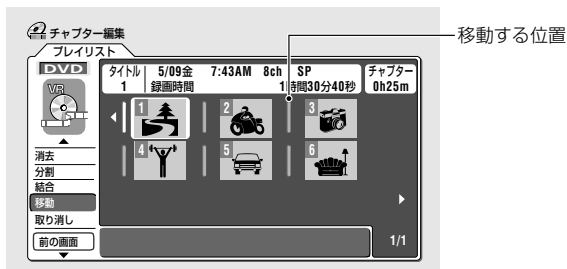 チャプター編集
プレイリスト
移動する位置
DVD
VR
タイトル 5/09金 7:43AM 8ch SP チャプター
1 録画時間 1時間30分40秒) 0h25m
1 2 3
4 5 6
消去
分割
結合
移動
取り消し
前の画面
1/1